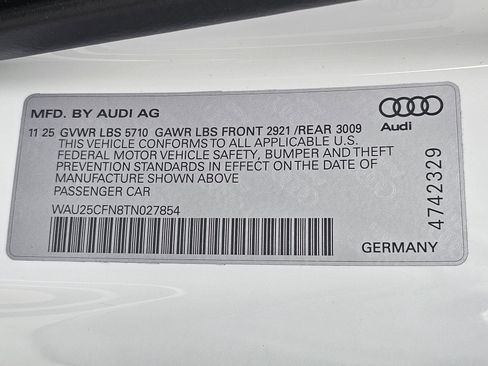 MFD. BY AUDI AG
11 25 GVWR LBS 5710 GAWR LBS FRONT 2921 /REAR 3009
THIS VEHICLE CONFORMS TO ALL APPLICABLE U.S.
FEDERAL MOTOR VEHICLE SAFETY, BUMPER AND THEFT
PREVENTION STANDARDS IN EFFECT ON THE DATE OF
MANUFACTURE SHOWN ABOVE
PASSENGER CAR
WAU25CFN8TN027854
Audi
4742329
GERMANY